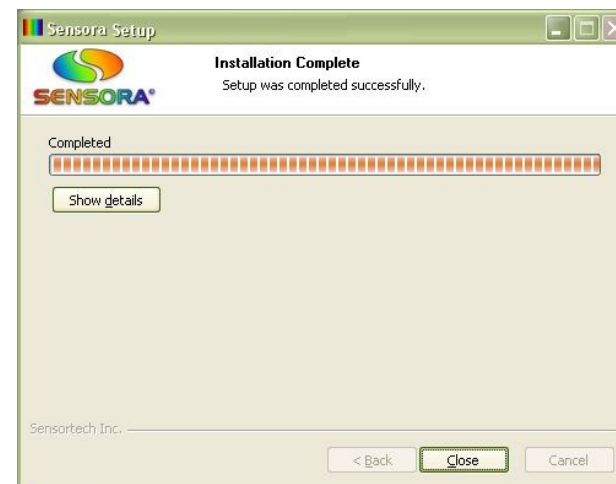 Sensora Setup
Installation Complete
Setup was completed successfully.
SENSORA®
Completed
Show details
Sensortech Inc.
< Back
Close
Cancel